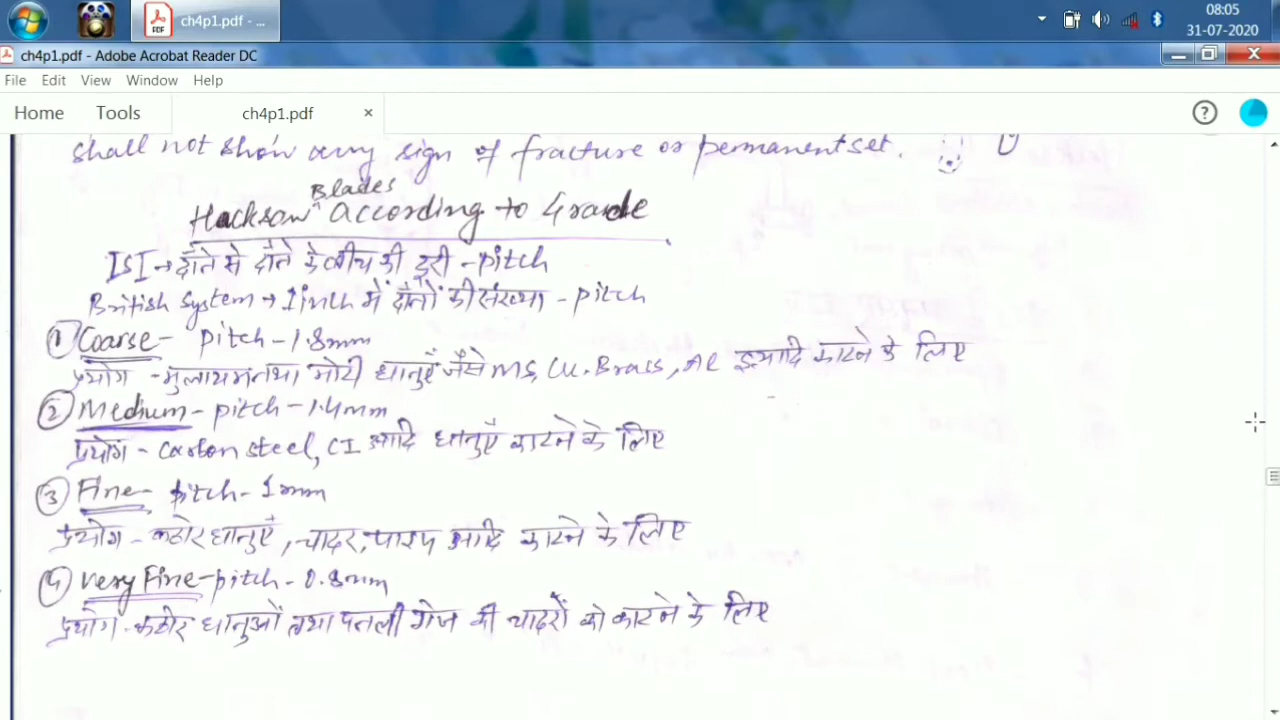 ch4p1.pdf - ...
08:05
31-07-2020
ch4p1.pdf - Adobe Acrobat Reader DC
File Edit View Window Help
Home Tools ch4p1.pdf ×
shall not show any sign of fracture or permanent set.
Hacksaw Blades According to Grade
ISI → दाँते से दाँते के बीच की दूरी - pitch
British System → 1 inch में दाँतों की संख्या - pitch
① Coarse - pitch - 1.8mm
प्रयोग - मुलायम तथा मोटी धातुएँ जैसे MS, Cu. Brass, Al इत्यादि काटने के लिए
② Medium - pitch - 1.4mm
प्रयोग - Carbon steel, CI आदि धातुएँ काटने के लिए
③ Fine - pitch - 1mm
प्रयोग - कठोर धातुएँ, चादर, पाइप आदि काटने के लिए
④ Very Fine - pitch - 0.8mm
प्रयोग - कठोर धातुओं तथा पतली गेज की चादरों को काटने के लिए